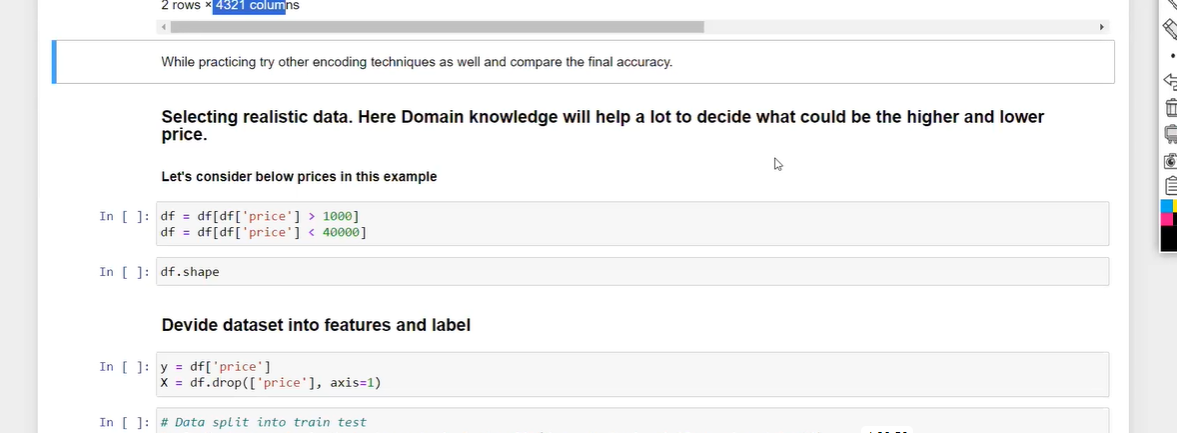 2 rows × 4321 columns
While practicing try other encoding techniques as well and compare the final accuracy.
Selecting realistic data. Here Domain knowledge will help a lot to decide what could be the higher and lower
price.
Let's consider below prices in this example
In [ ]: df = df[df['price'] > 1000]
df = df[df['price'] < 40000]
In [ ]: df.shape
Devide dataset into features and label
In [ ]: y = df['price']
X = df.drop(['price'], axis=1)
In [ ]: # Data split into train test